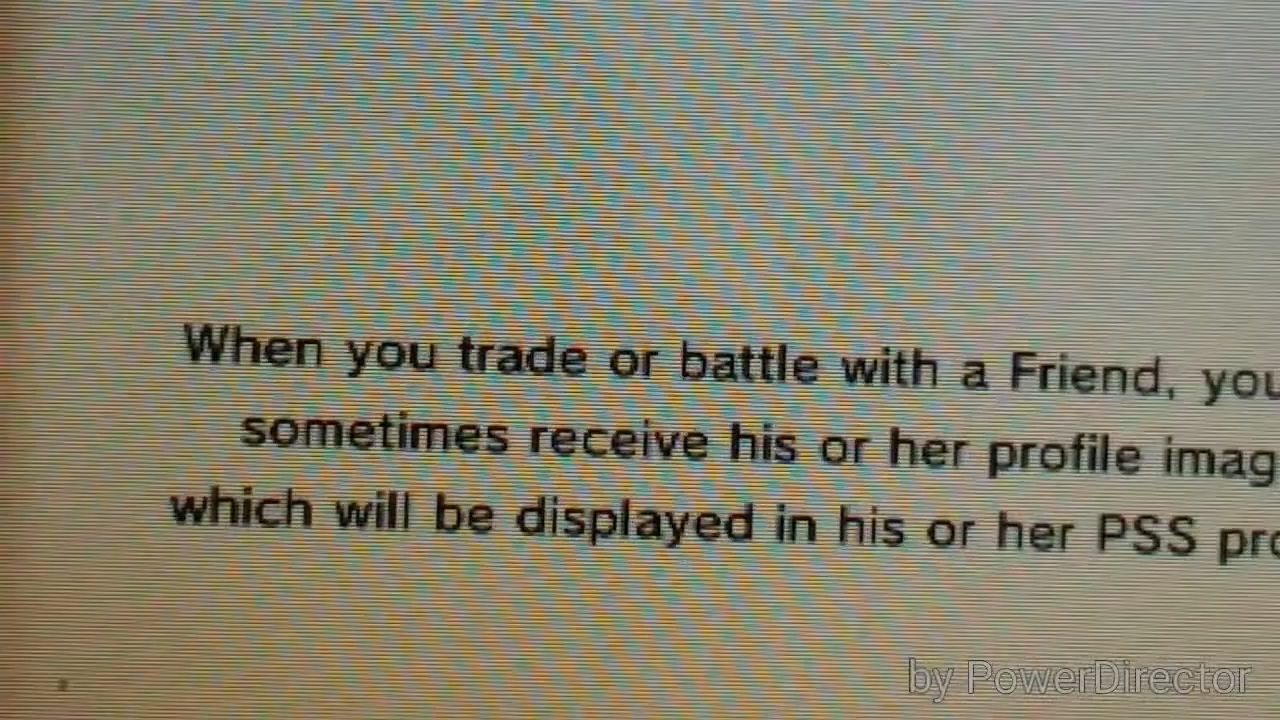 When you trade or battle with a Friend, you
sometimes receive his or her profile imag
which will be displayed in his or her PSS pro
by PowerDirector